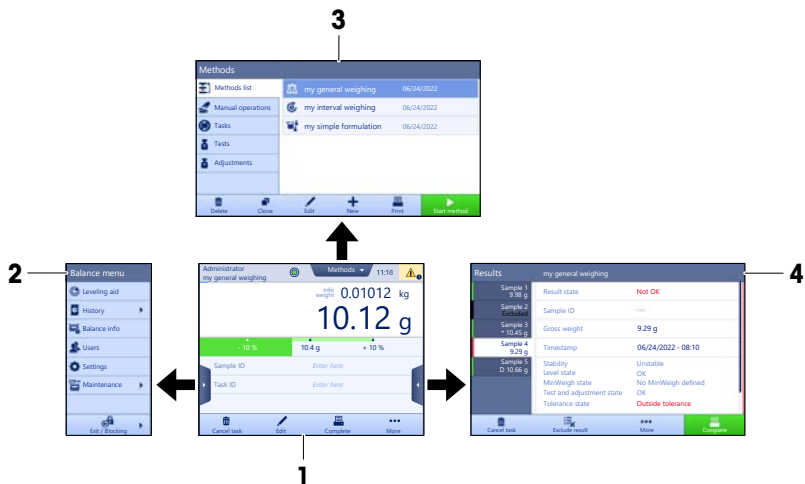 3
Methods
Methods list
Manual operations
Tasks
Tests
Adjustments
my general weighing 06/24/2022
my interval weighing 06/24/2022
my simple formulation 06/24/2022
Delete Clone Edit New Print Start method
2
Balance menu
Leveling aid
History
Balance info
Users
Settings
Maintenance
Exit / Blocking
Administrator
my general weighing
Methods 11:18
Info weight 0.01012 kg
10.12 g
- 10 % 10.4 g + 10 %
Sample ID Enter here
Task ID Enter here
Cancel task Edit Complete More
1
4
Results my general weighing
Sample 1
9.98 g
Sample 2
Excluded
Sample 3
* 10.45 g
Sample 4
9.29 g
Sample 5
D 10.66 g
Result state Not OK
Sample ID
Gross weight 9.29 g
Timestamp 06/24/2022 - 08:10
Stability Unstable
Level state OK
MinWeigh state No MinWeigh defined
Test and adjustment state OK
Tolerance state Outside tolerance
Cancel task Exclude result More Complete